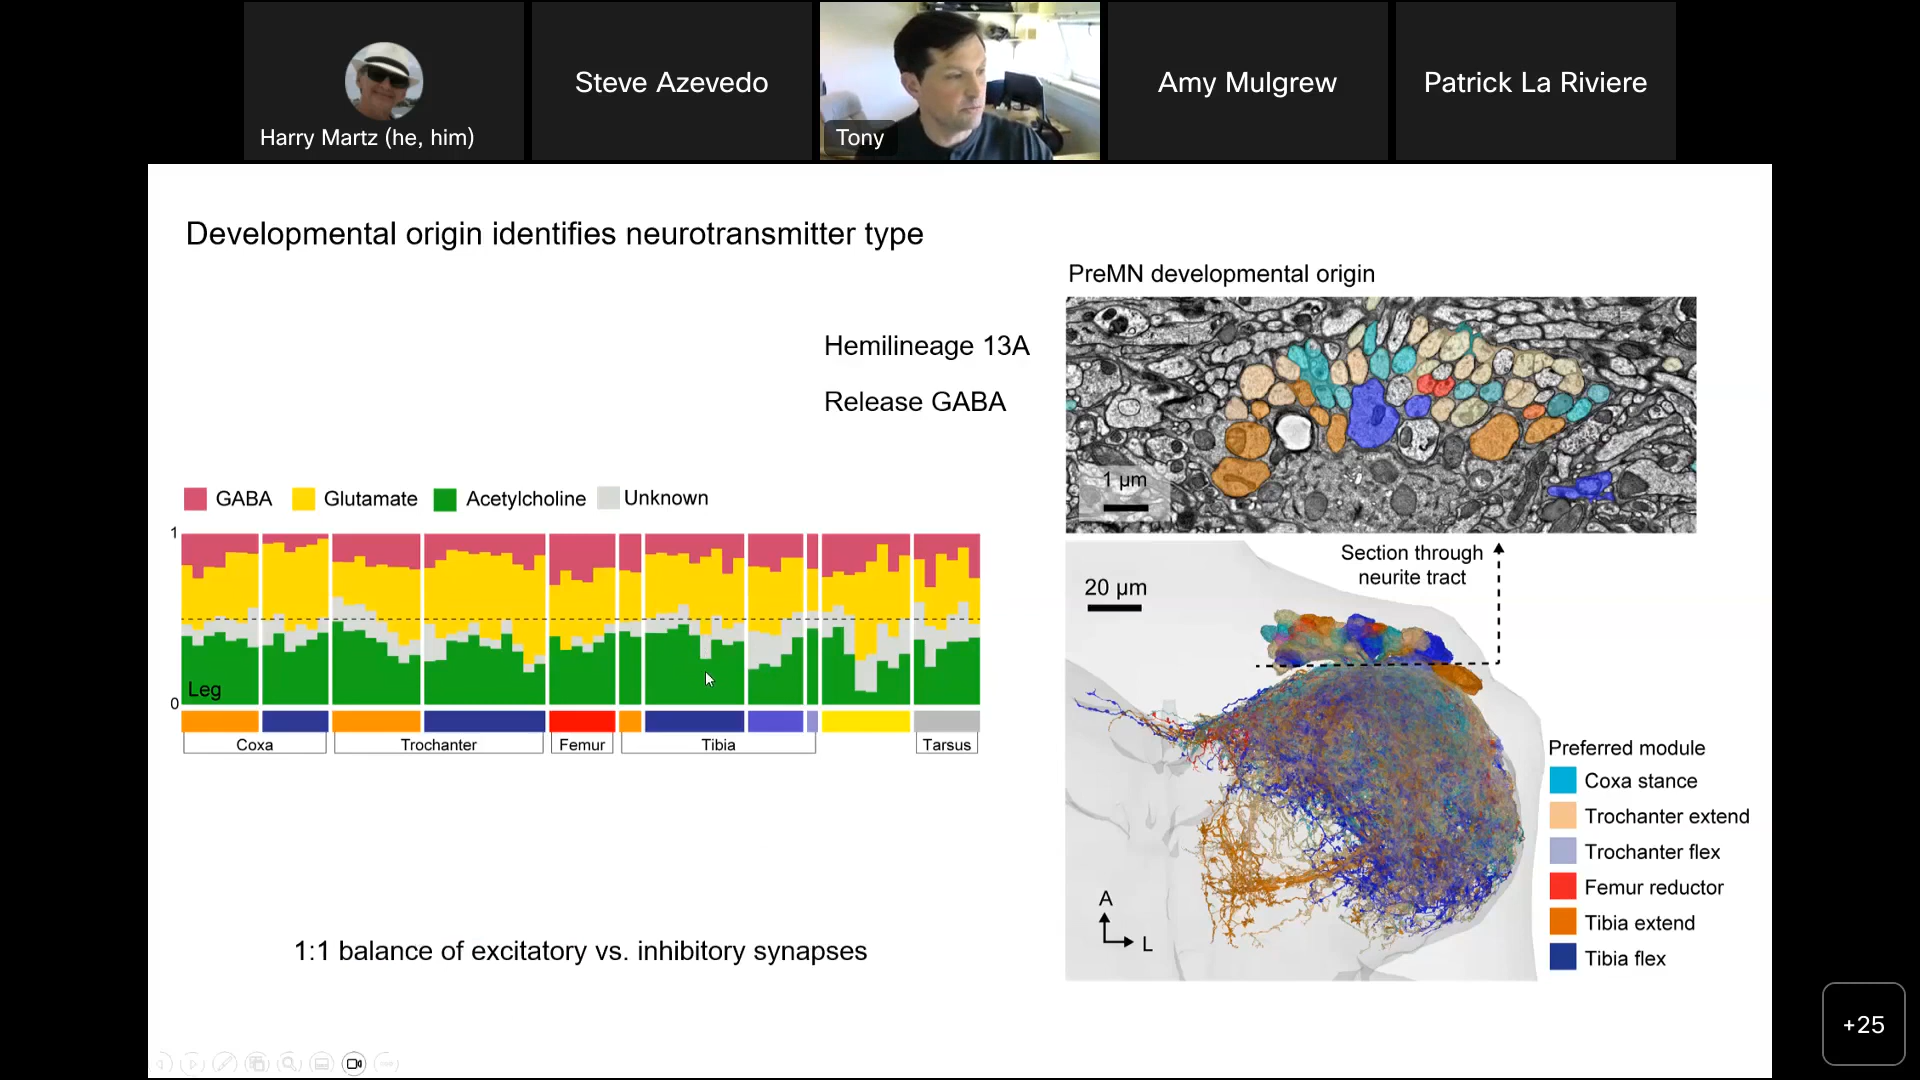 Harry Martz (he, him)
Steve Azevedo
Tony
Amy Mulgrew
Patrick La Riviere
Developmental origin identifies neurotransmitter type
PreMN developmental origin
Hemilineage 13A
Release GABA
1 µm
GABA
Glutamate
Acetylcholine
Unknown
1
0
Leg
Coxa
Trochanter
Femur
Tibia
Tarsus
Section through
neurite tract
20 µm
A
L
Preferred module
Coxa stance
Trochanter extend
Trochanter flex
Femur reductor
Tibia extend
Tibia flex
1:1 balance of excitatory vs. inhibitory synapses
+25